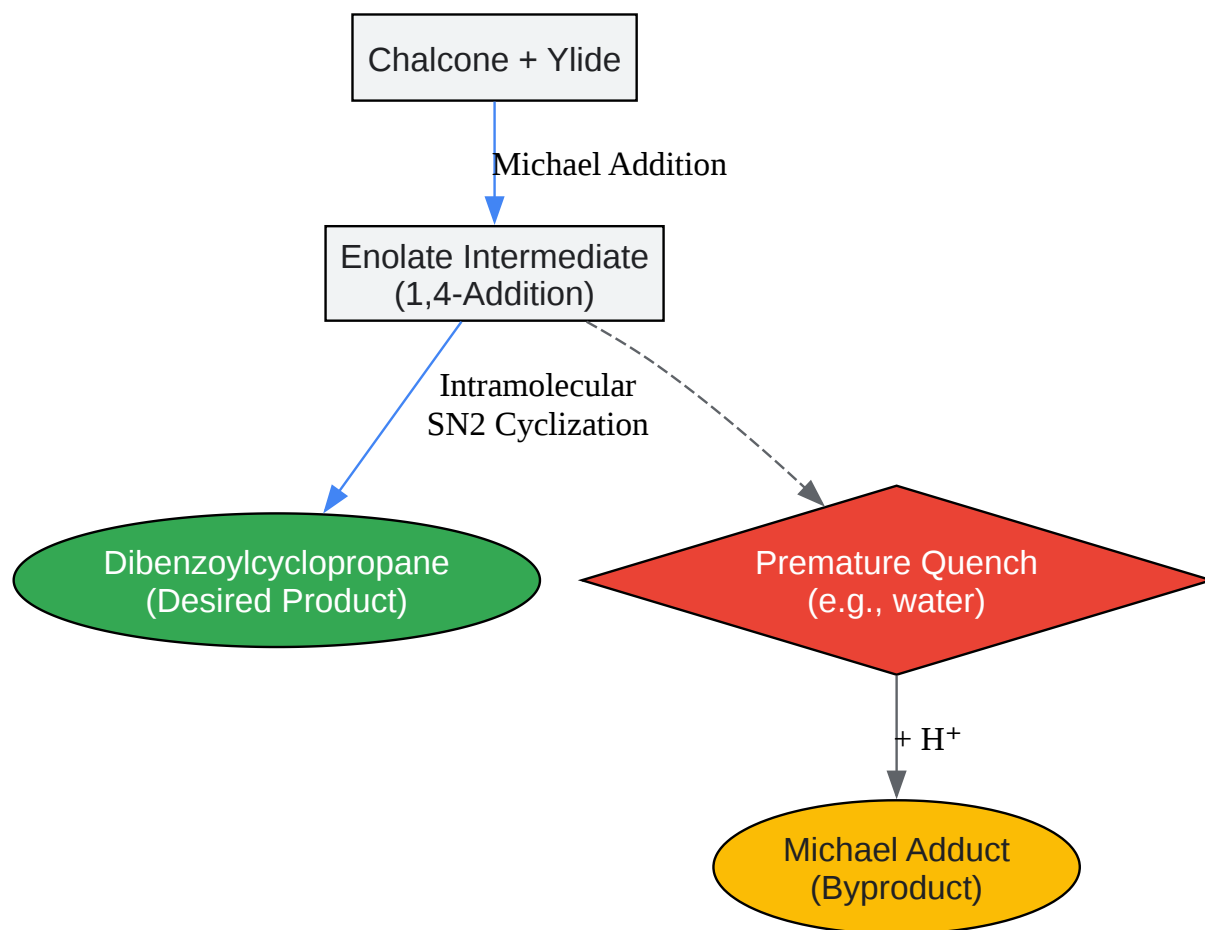 Chalcone + Ylide
Michael Addition
Enolate Intermediate
(1,4-Addition)
Intramolecular
SN2 Cyclization
Dibenzoylcyclopropane
(Desired Product)
Premature Quench
(e.g., water)
+ H⁺
Michael Adduct
(Byproduct)